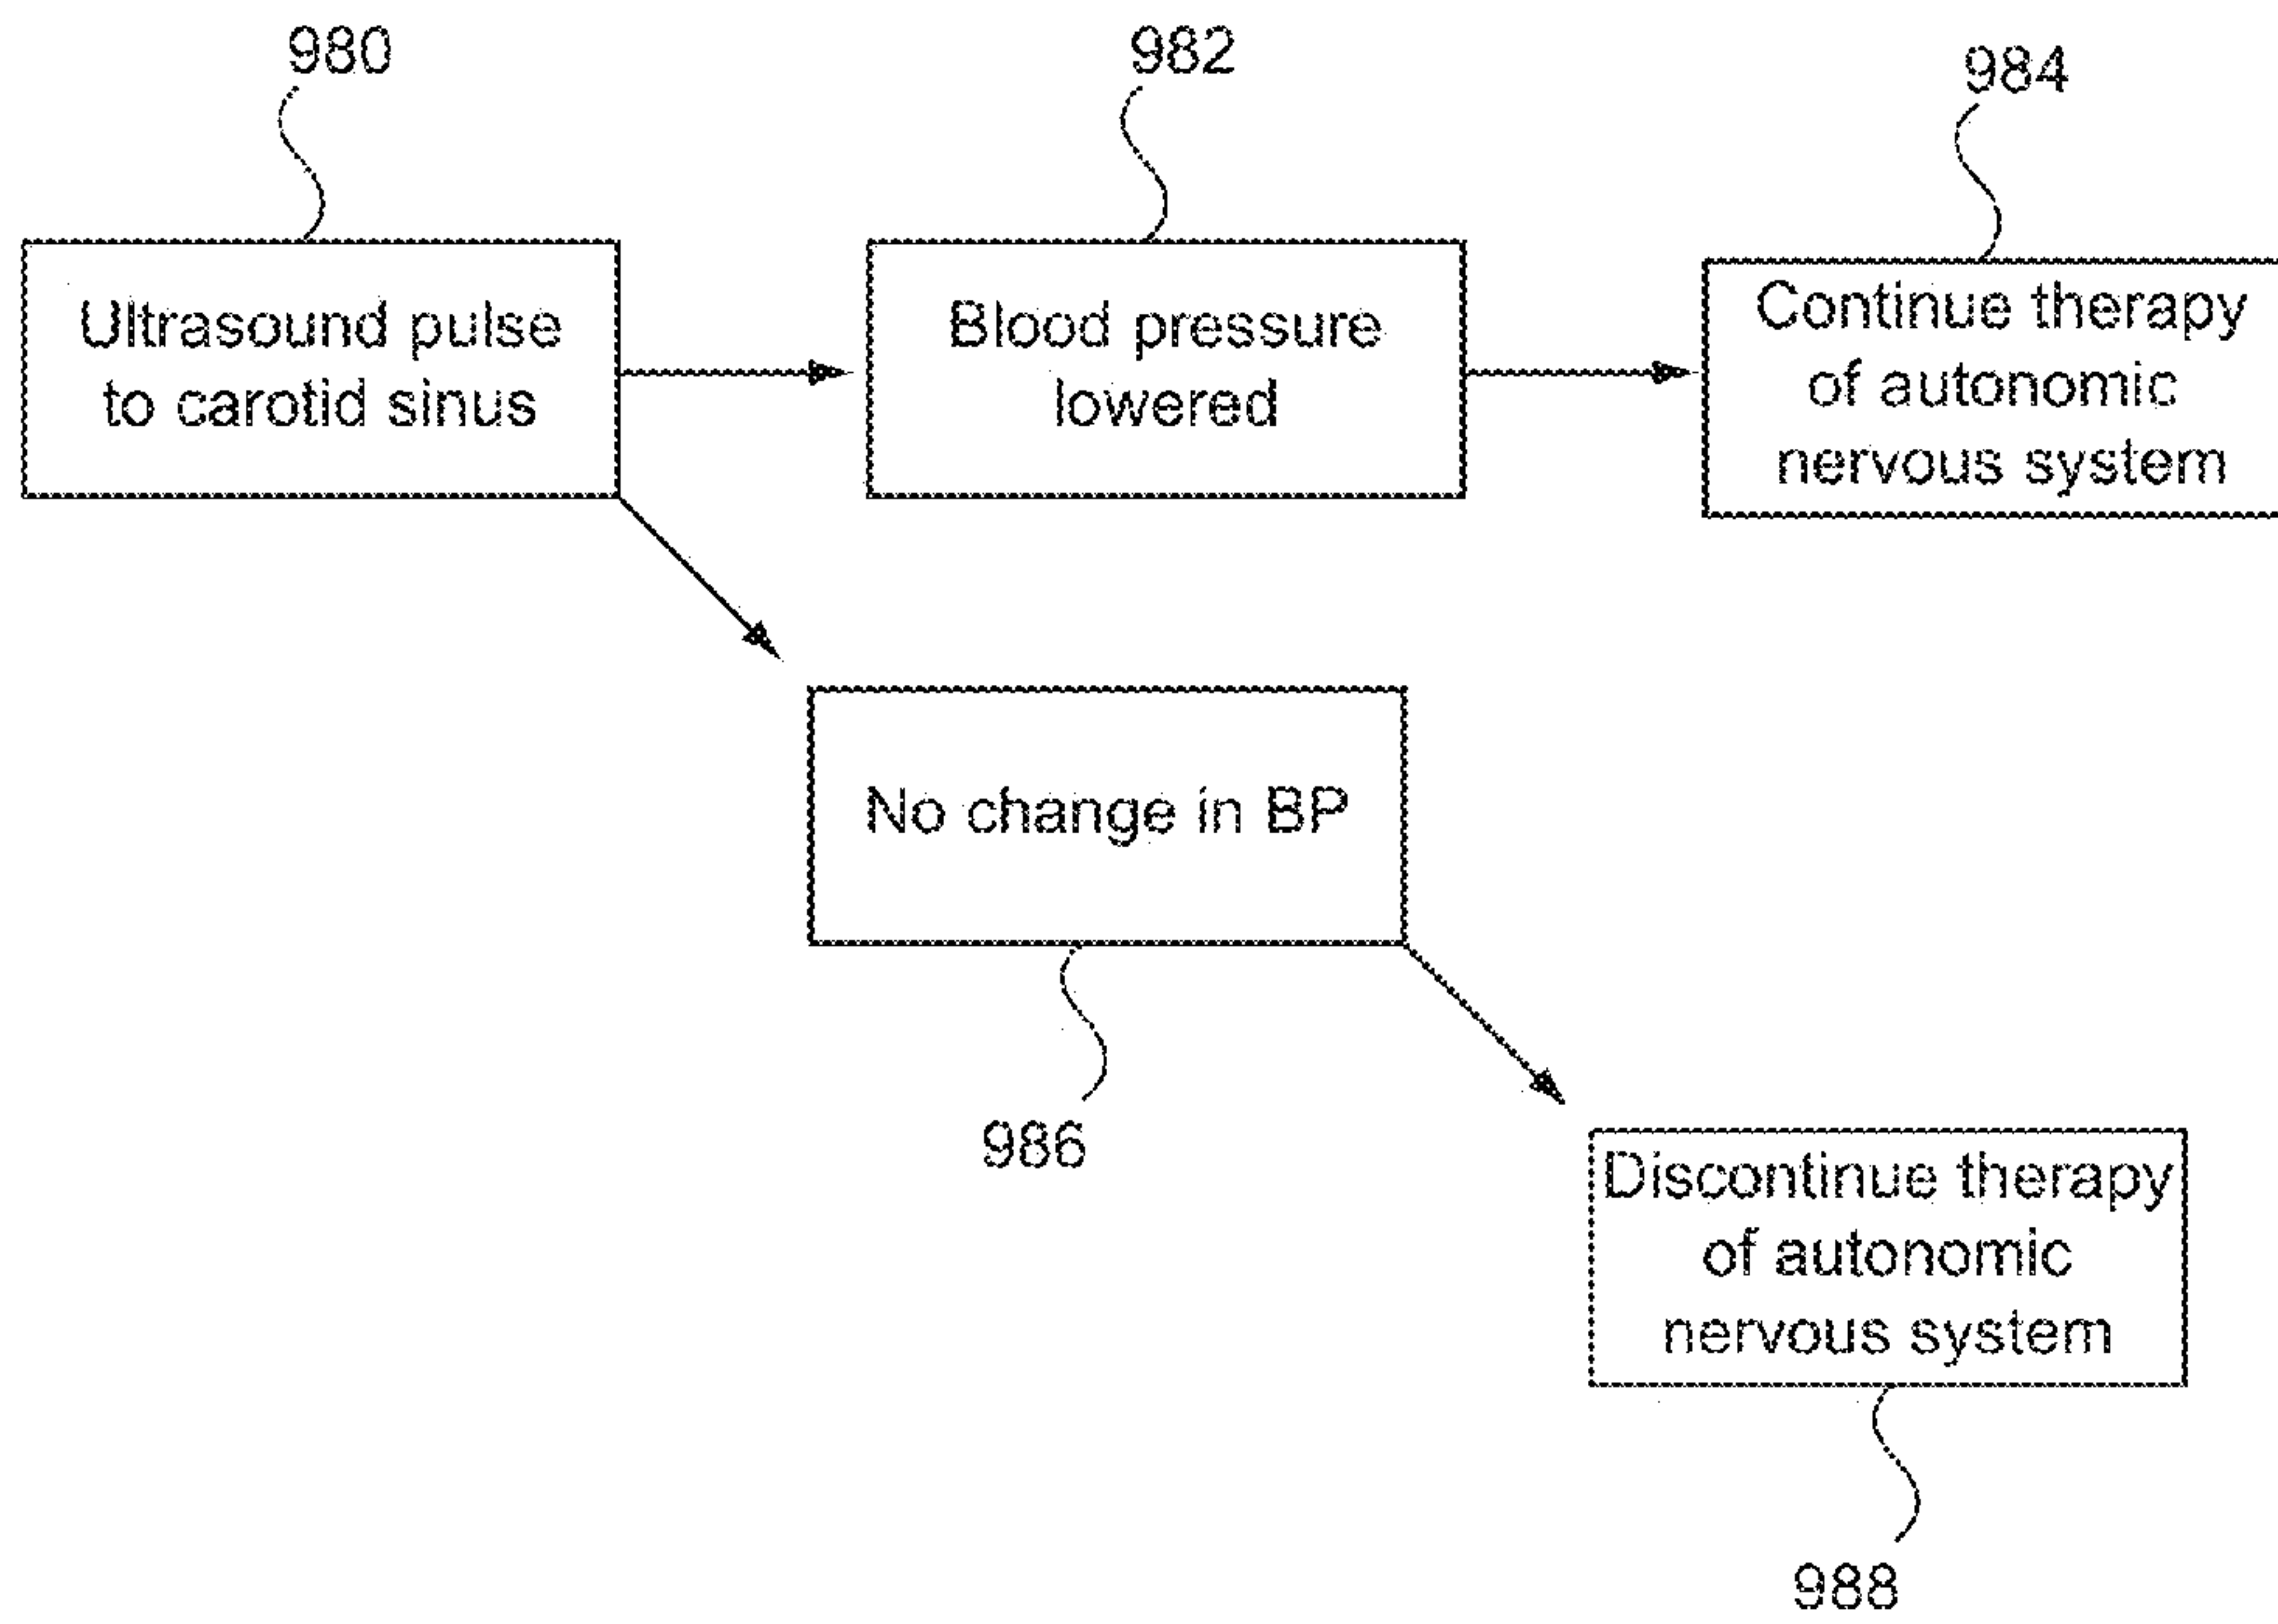 980
982
984
Ultrasound pulse
to carotid sinus
Blood pressure
lowered
Continue therapy
of autonomic
nervous system
No change in BP
986
Discontinue therapy
of autonomic
nervous system
988